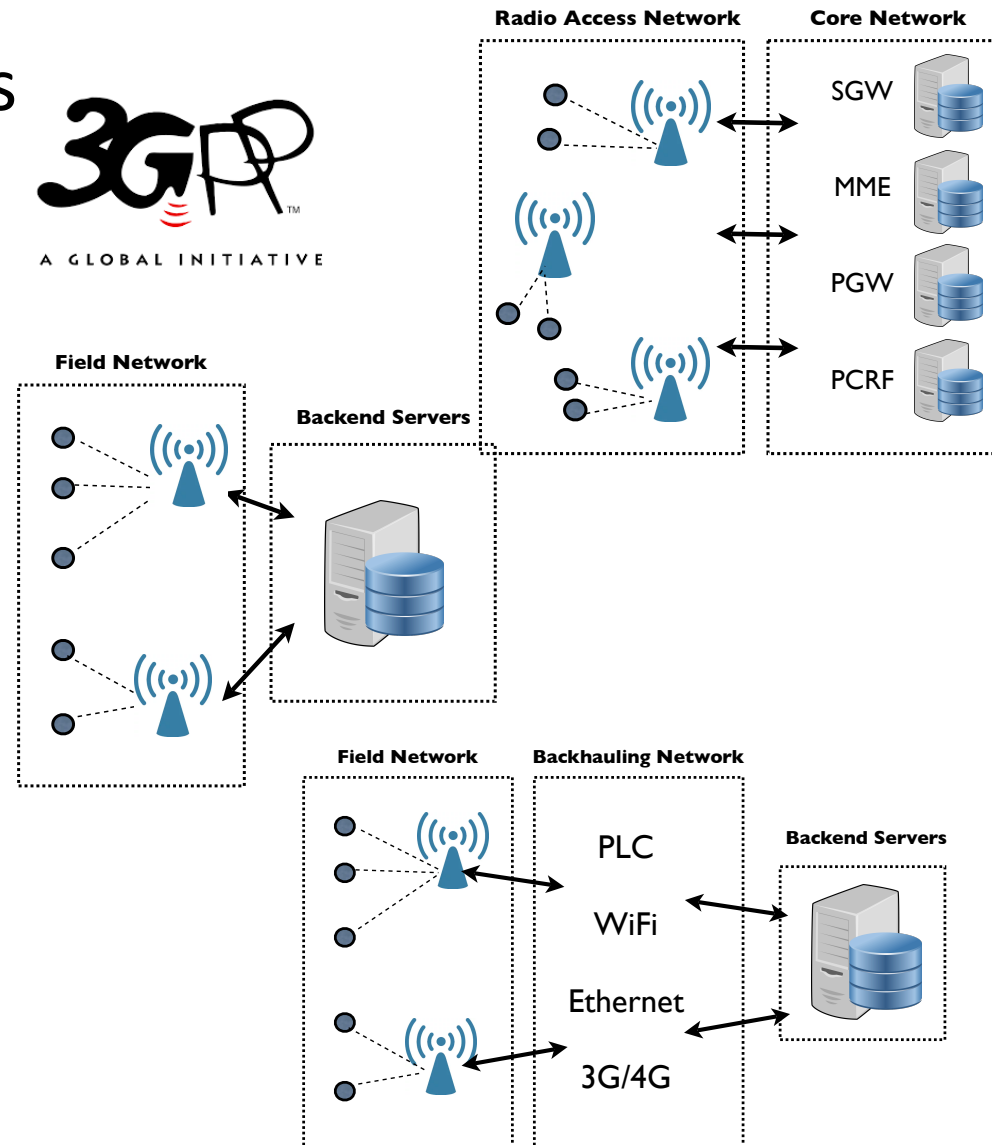 s
3GPP
TM
A GLOBAL INITIATIVE
Radio Access Network
Core Network
SGW
MME
PGW
PCRF
Field Network
Backend Servers
Field Network
Backhauling Network
Backend Servers
PLC
WiFi
Ethernet
3G/4G